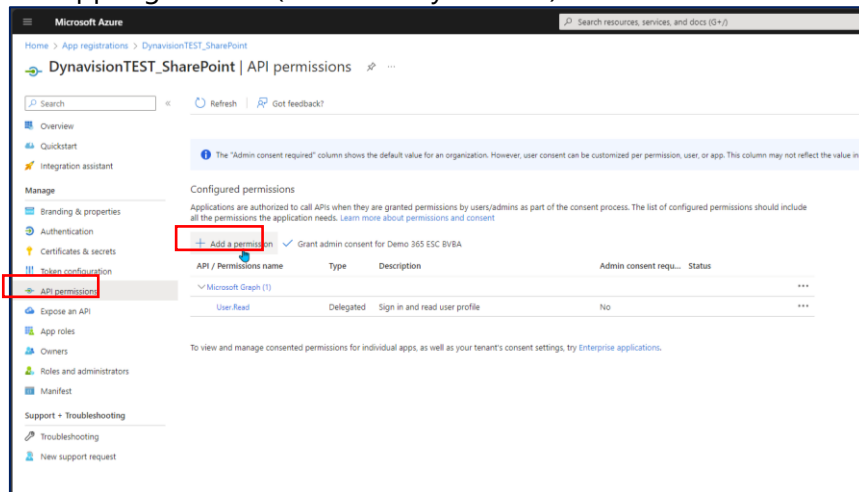 Microsoft Azure
Search resources, services, and docs (G+/)
Home > App registrations > DynavisionTEST_SharePoint
DynavisionTEST_SharePoint | API permissions
Search
Refresh
Got feedback?
Overview
Quickstart
Integration assistant
The "Admin consent required" column shows the default value for an organization. However, user consent can be customized per permission, user, or app. This column may not reflect the value in
Manage
Configured permissions
Branding & properties
Applications are authorized to call APIs when they are granted permissions by users/admins as part of the consent process. The list of configured permissions should include
all the permissions the application needs. Learn more about permissions and consent
Authentication
Certificates & secrets
Add a permission
Grant admin consent for Demo 365 ESC BVBA
Token configuration
API / Permissions name Type Description Admin consent requ... Status
API permissions
Microsoft Graph (1)
Expose an API
User.Read Delegated Sign in and read user profile No
App roles
Owners
To view and manage consented permissions for individual apps, as well as your tenant's consent settings, try Enterprise applications.
Roles and administrators
Manifest
Support + Troubleshooting
Troubleshooting
New support request